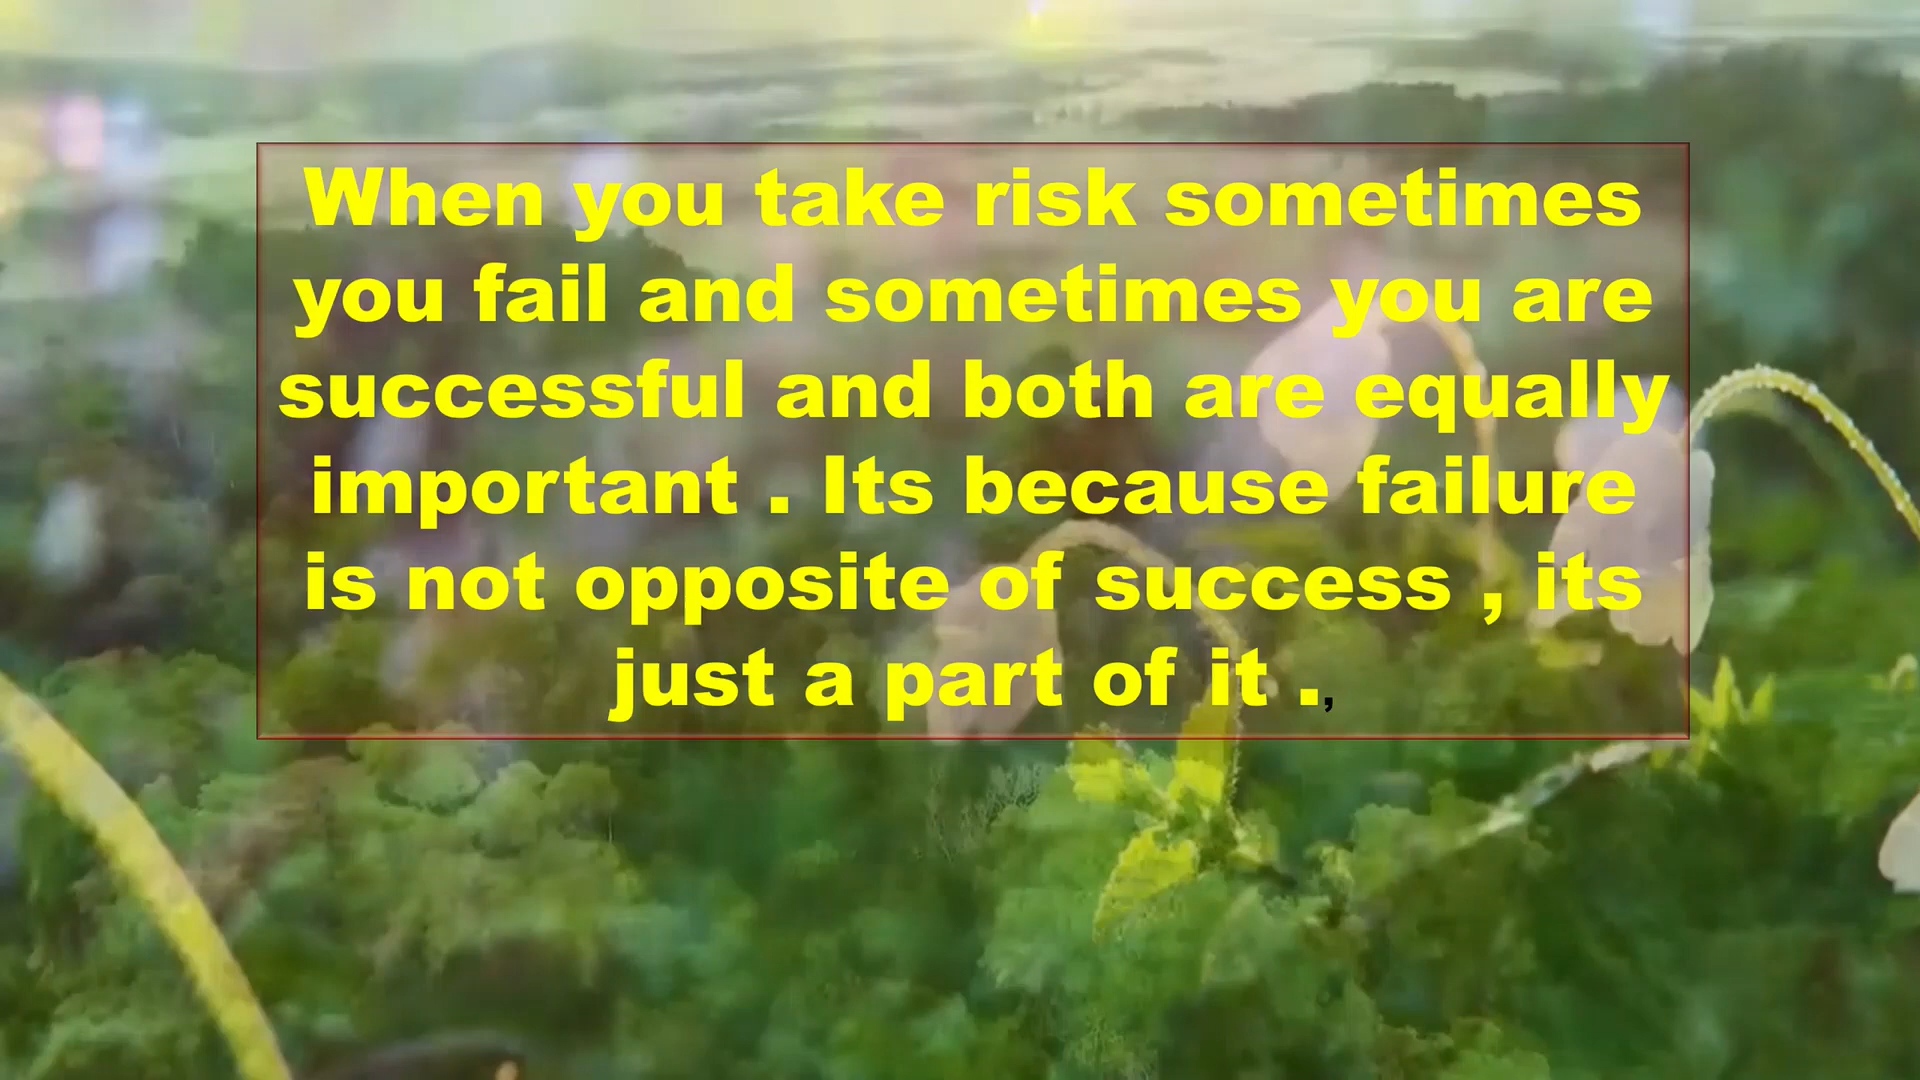 When you take risk sometimes
you fail and sometimes you are
successful and both are equally
important . Its because failure
is not opposite of success , its
just a part of it .,